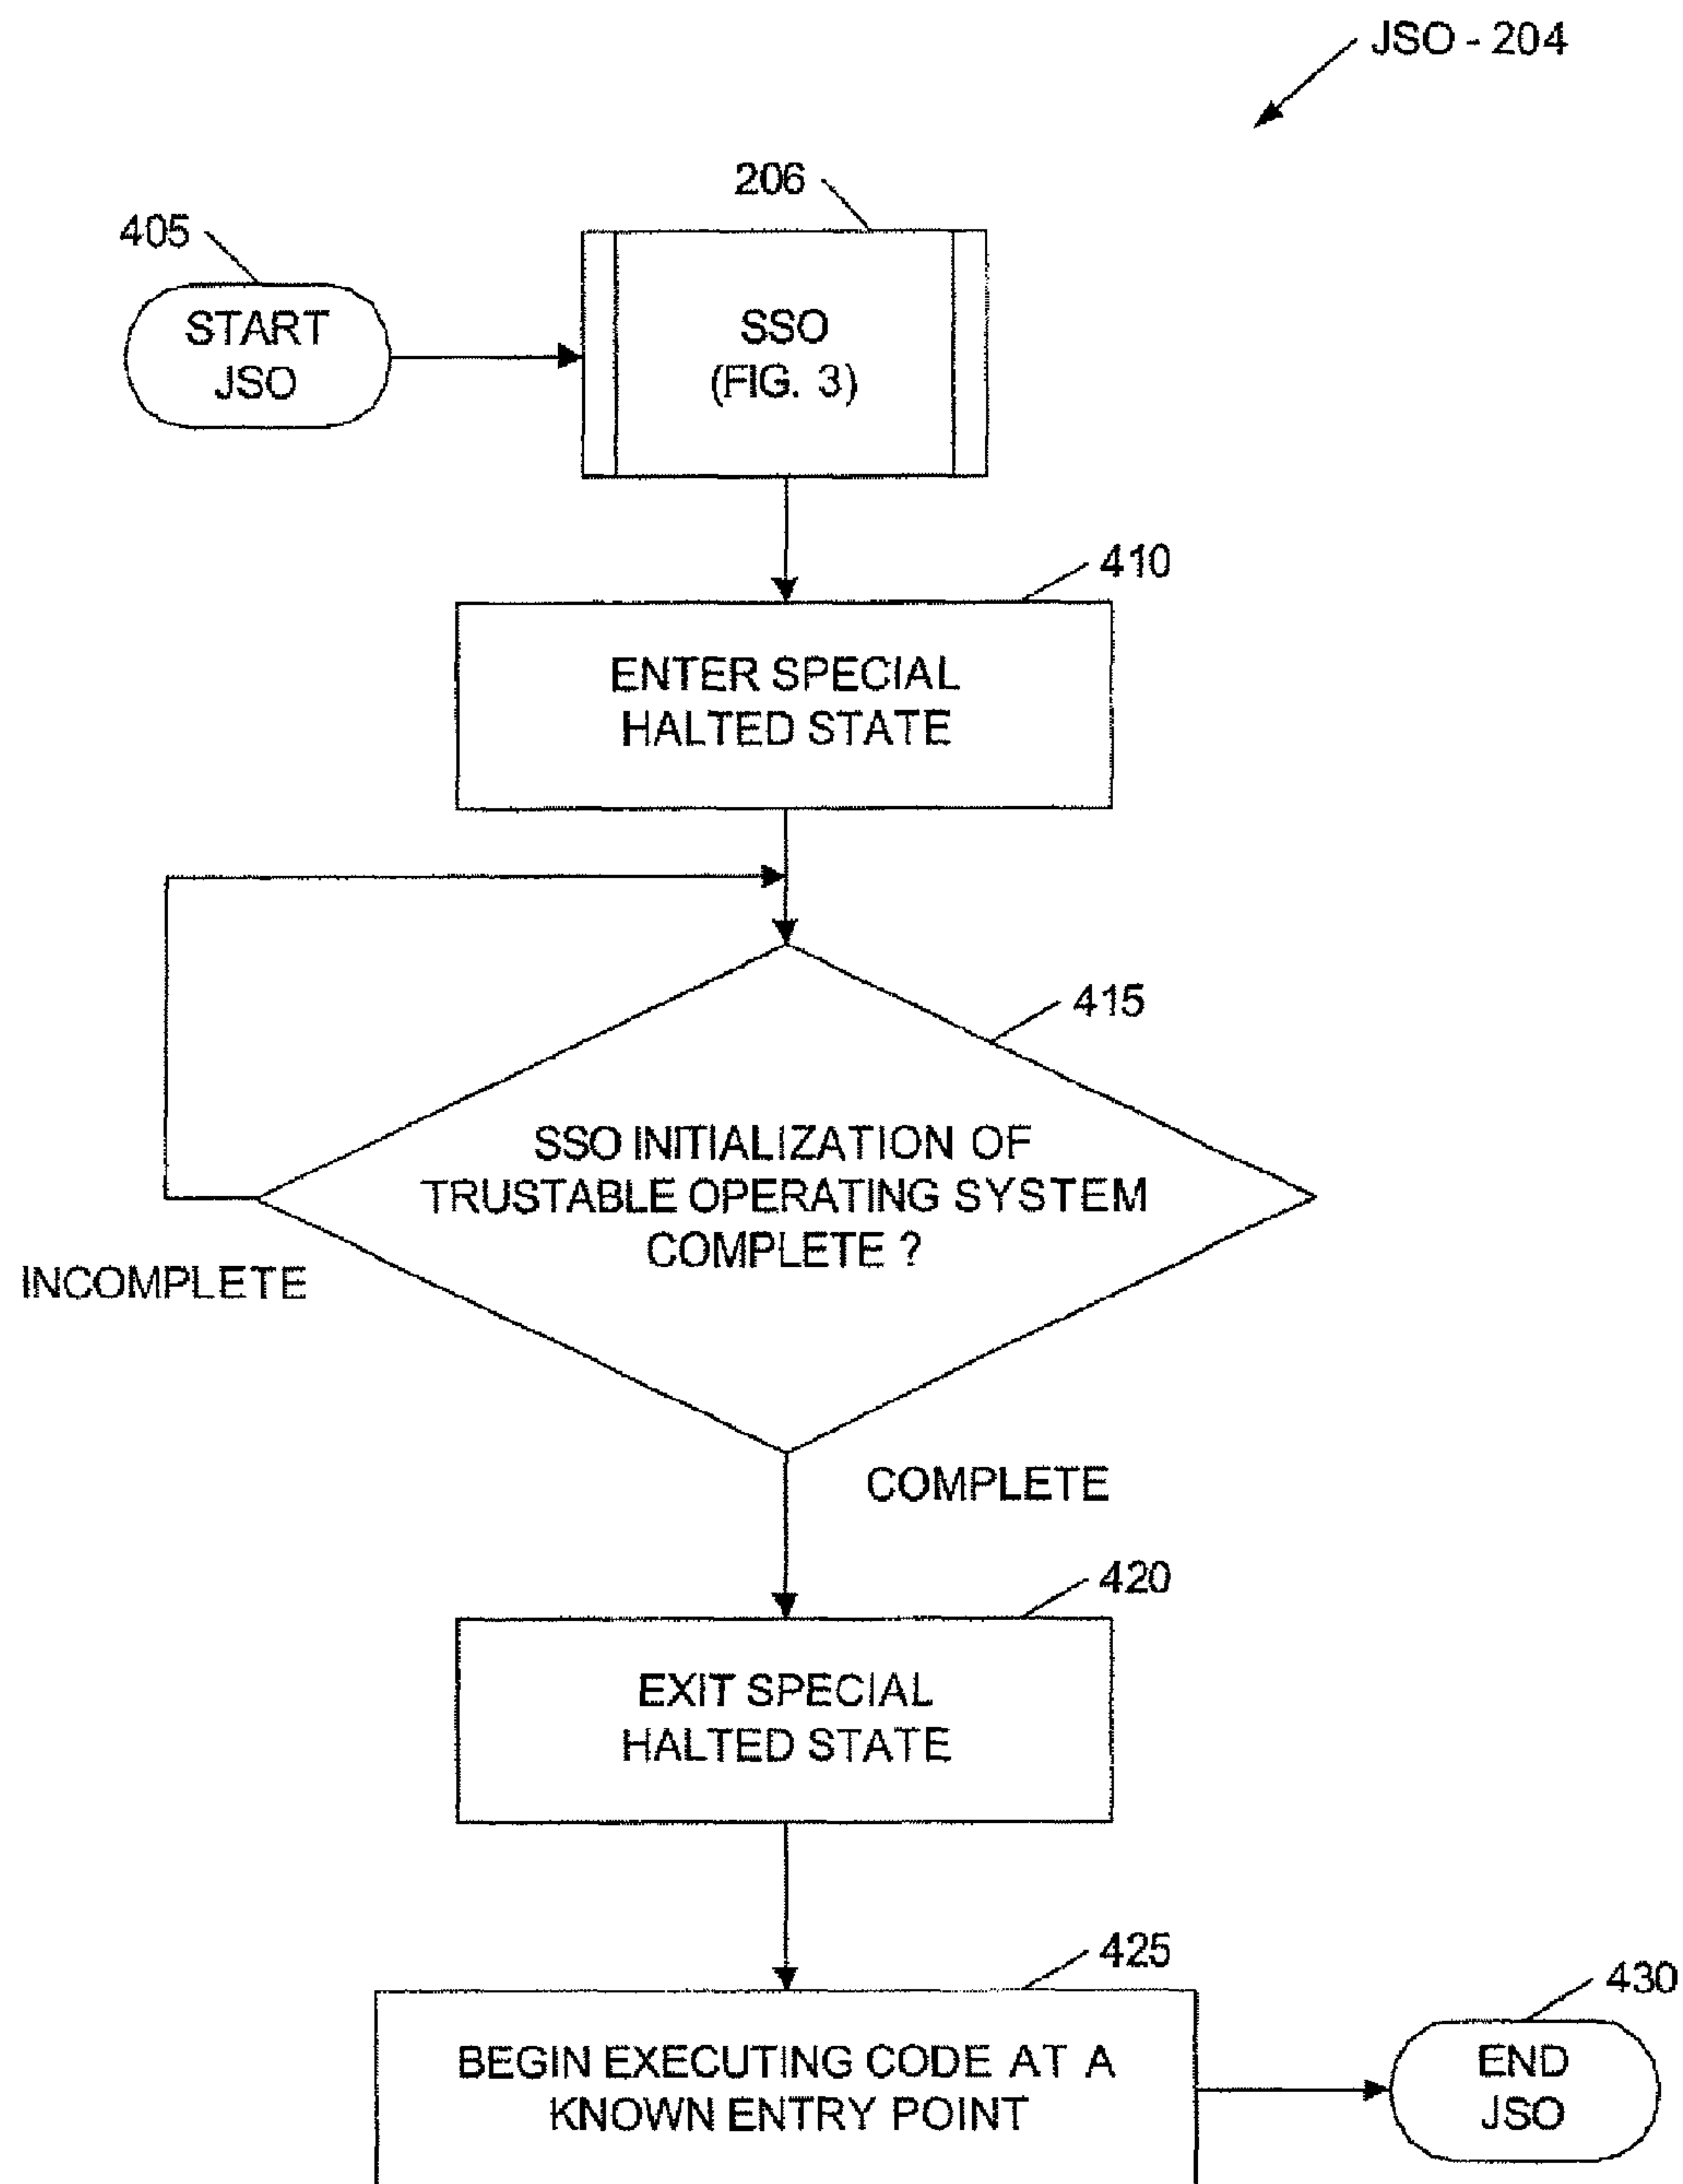 JSO - 204
206
405
START
JSO
SSO
(FIG. 3)
410
ENTER SPECIAL
HALTED STATE
415
SSO INITIALIZATION OF
TRUSTABLE OPERATING SYSTEM
COMPLETE ?
INCOMPLETE
COMPLETE
420
EXIT SPECIAL
HALTED STATE
425
430
BEGIN EXECUTING CODE AT A
KNOWN ENTRY POINT
END
JSO